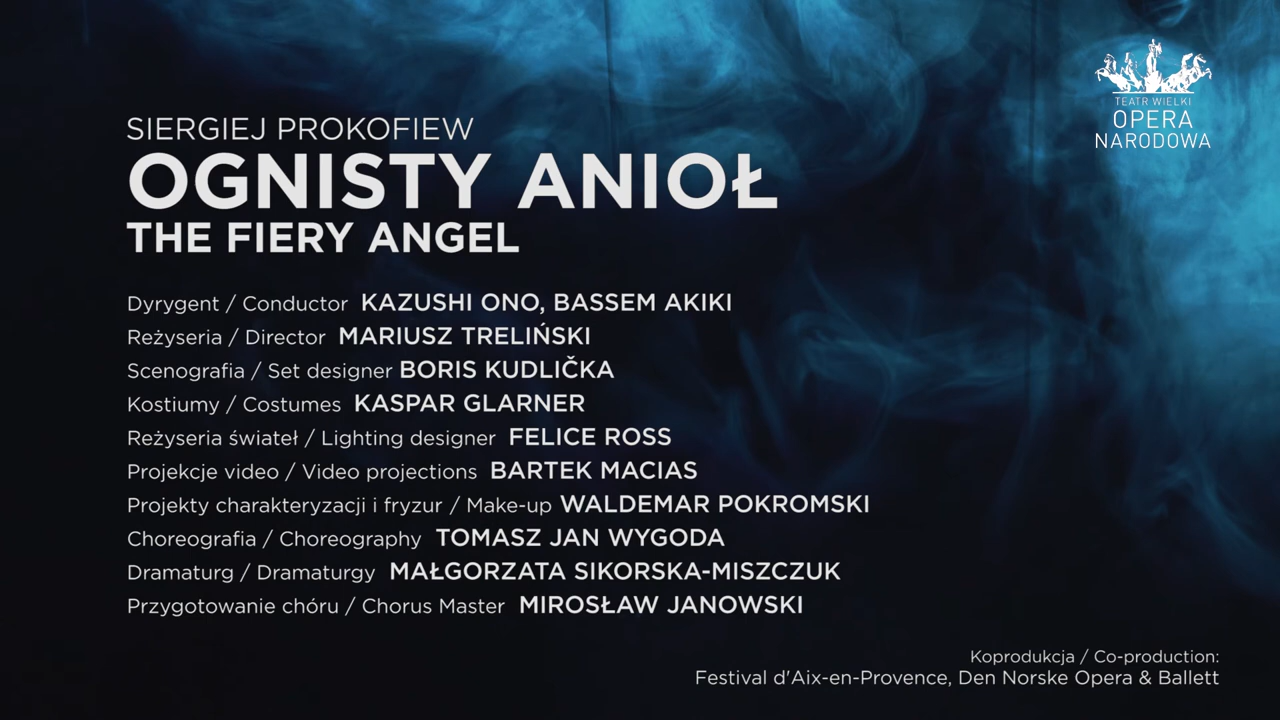 TEATR WIELKI
OPERA
NARODOWA
SIERGIEJ PROKOFIEW
OGNISTY ANIOŁ
THE FIERY ANGEL
Dyrygent / Conductor KAZUSHI ONO, BASSEM AKIKI
Reżyseria / Director MARIUSZ TRELIŃSKI
Scenografia / Set designer BORIS KUDLIČKA
Kostiumy / Costumes KASPAR GLARNER
Reżyseria świateł / Lighting designer FELICE ROSS
Projekcje video / Video projections BARTEK MACIAS
Projekty charakteryzacji i fryzur / Make-up WALDEMAR POKROMSKI
Choreografia / Choreography TOMASZ JAN WYGODA
Dramaturg / Dramaturgy MAŁGORZATA SIKORSKA-MISZCZUK
Przygotowanie chóru / Chorus Master MIROSŁAW JANOWSKI
Koprodukcja / Co-production:
Festival d'Aix-en-Provence, Den Norske Opera & Ballett